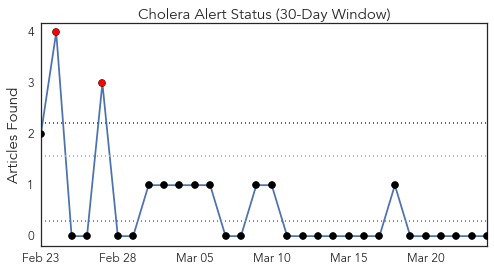 Cholera Alert Status (30-Day Window)
Articles Found
4
3
2
1
0
Feb 23
Feb 28
Mar 05
Mar 10
Mar 15
Mar 20